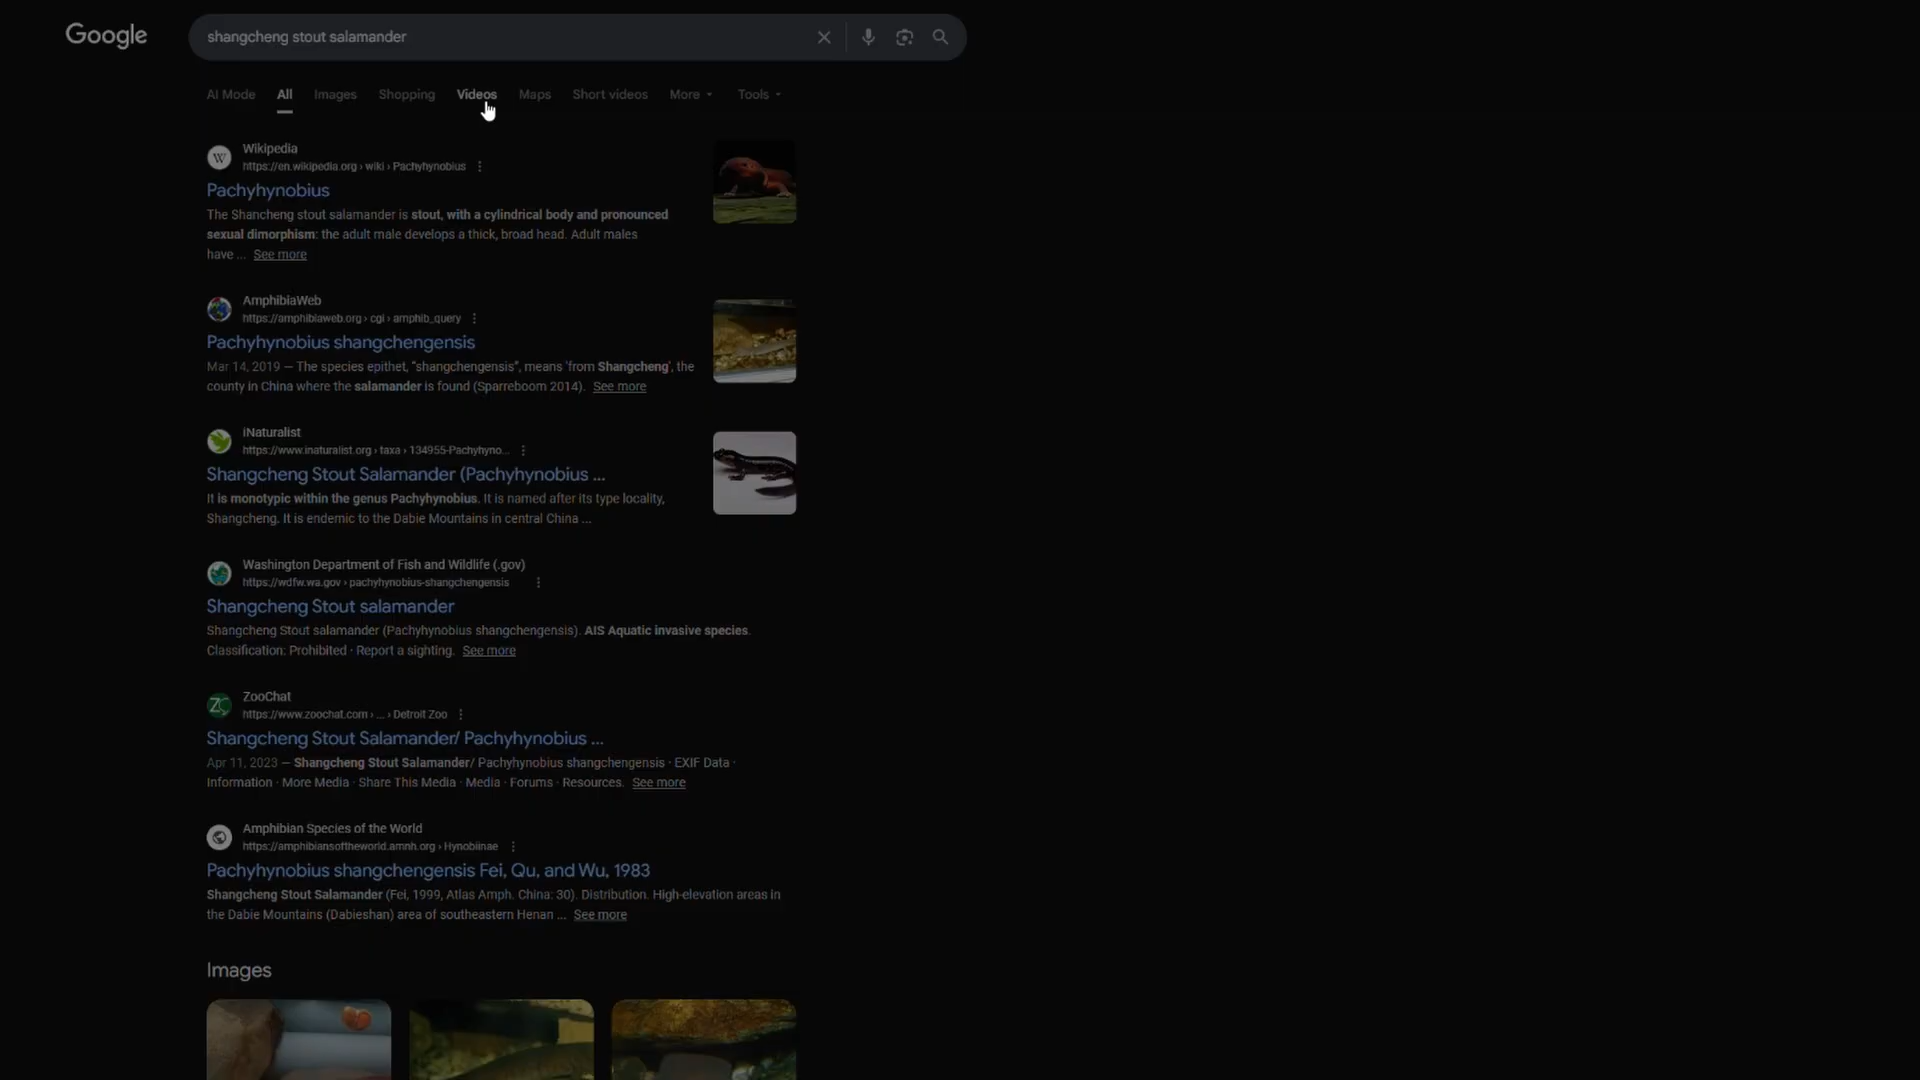 Google
shangcheng stout salamander
AI Mode All Images Shopping Videos Maps Short videos More Tools
Wikipedia
https://en.wikipedia.org › wiki › Pachyhynobius
Pachyhynobius
The Shancheng stout salamander is stout, with a cylindrical body and pronounced
sexual dimorphism: the adult male develops a thick, broad head. Adult males
have ... See more
AmphibiaWeb
https://amphibiaweb.org › cgi › amphib_query
Pachyhynobius shangchengensis
Mar 14, 2019 — The species epithet, "shangchengensis", means 'from Shangcheng', the
county in China where the salamander is found (Sparreboom 2014). See more
iNaturalist
https://www.inaturalist.org › taxa › 134955-Pachyhyno...
Shangcheng Stout Salamander (Pachyhynobius ...
It is monotypic within the genus Pachyhynobius. It is named after its type locality,
Shangcheng. It is endemic to the Dabie Mountains in central China ...
Washington Department of Fish and Wildlife (.gov)
https://wdfw.wa.gov › pachyhynobius-shangchengensis
Shangcheng Stout salamander
Shangcheng Stout salamander (Pachyhynobius shangchengensis). AIS Aquatic invasive species.
Classification: Prohibited · Report a sighting. See more
ZC
ZooChat
https://www.zoochat.com › ... › Detroit Zoo
Shangcheng Stout Salamander/ Pachyhynobius ...
Apr 11, 2023 — Shangcheng Stout Salamander/ Pachyhynobius shangchengensis · EXIF Data ·
Information · More Media · Share This Media · Media · Forums · Resources. See more
Amphibian Species of the World
https://amphibiansoftheworld.amnh.org › Hynobiinae
Pachyhynobius shangchengensis Fei, Qu, and Wu, 1983
Shangcheng Stout Salamander (Fei, 1999, Atlas Amph. China: 30). Distribution. High-elevation areas in
the Dabie Mountains (Dabieshan) area of southeastern Henan ... See more
Images